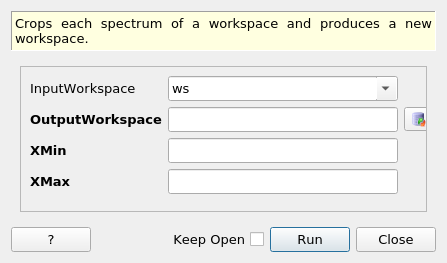 Crops each spectrum of a workspace and produces a new
workspace.
InputWorkspace ws
OutputWorkspace
XMin
XMax
? Keep Open Run Close